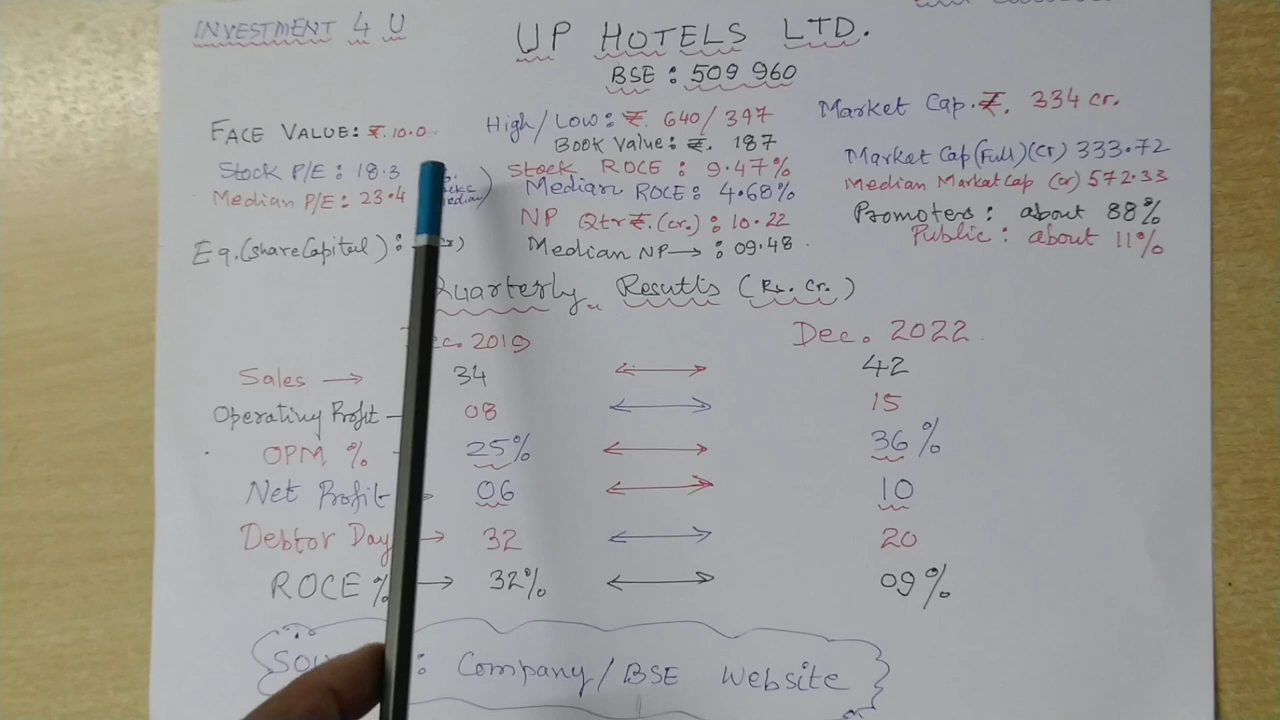 INVESTMENT 4 U
UP HOTELS LTD.
BSE : 509 960
FACE VALUE: ₹. 10.0
High/Low: ₹. 640/397
Market Cap. ₹. 334 cr.
Book Value: ₹. 187
Stock P/E : 18.3
Stock ROCE : 9.47%
Market Cap (Full) (Cr) 333.72
Median P/E : 23.4
Median ROCE: 4.68%
Median Market Cap (Cr) 572.33
NP Qtr ₹. (Cr.) : 10.22
Promoters : about 88%
Eq. (Share Capital) :
Median NP → : 09.48
Public : about 11%
Quarterly Results (Rs. Cr.)
2019
Dec. 2022
Sales → 34 ↔ 42
Operating Profit 08 ↔ 15
OPM % 25% ↔ 36%
Net Profit → 06 ↔ 10
Debtor Day → 32 ↔ 20
ROCE % → 32% ↔ 09%
: Company/BSE Website